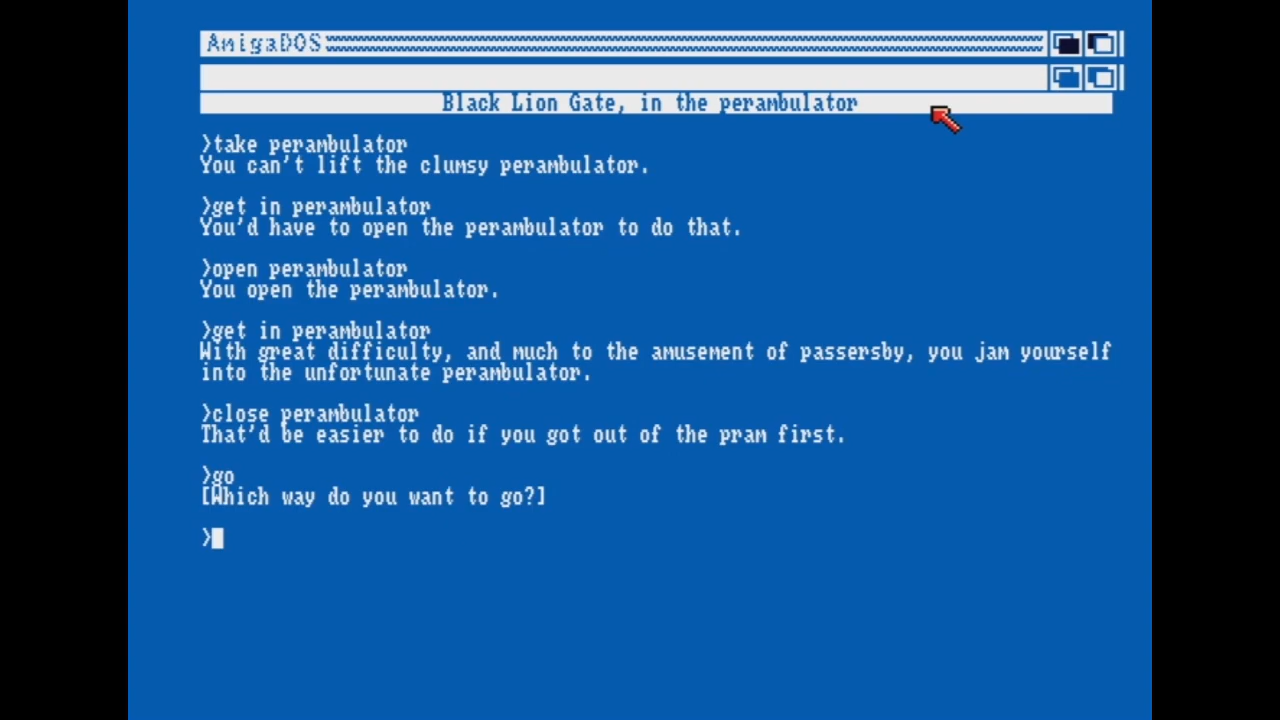 AmigaDOS
Black Lion Gate, in the perambulator
>take perambulator
You can't lift the clumsy perambulator.
>get in perambulator
You'd have to open the perambulator to do that.
>open perambulator
You open the perambulator.
>get in perambulator
With great difficulty, and much to the amusement of passersby, you jam yourself
into the unfortunate perambulator.
>close perambulator
That'd be easier to do if you got out of the pram first.
>go
[Which way do you want to go?]
>